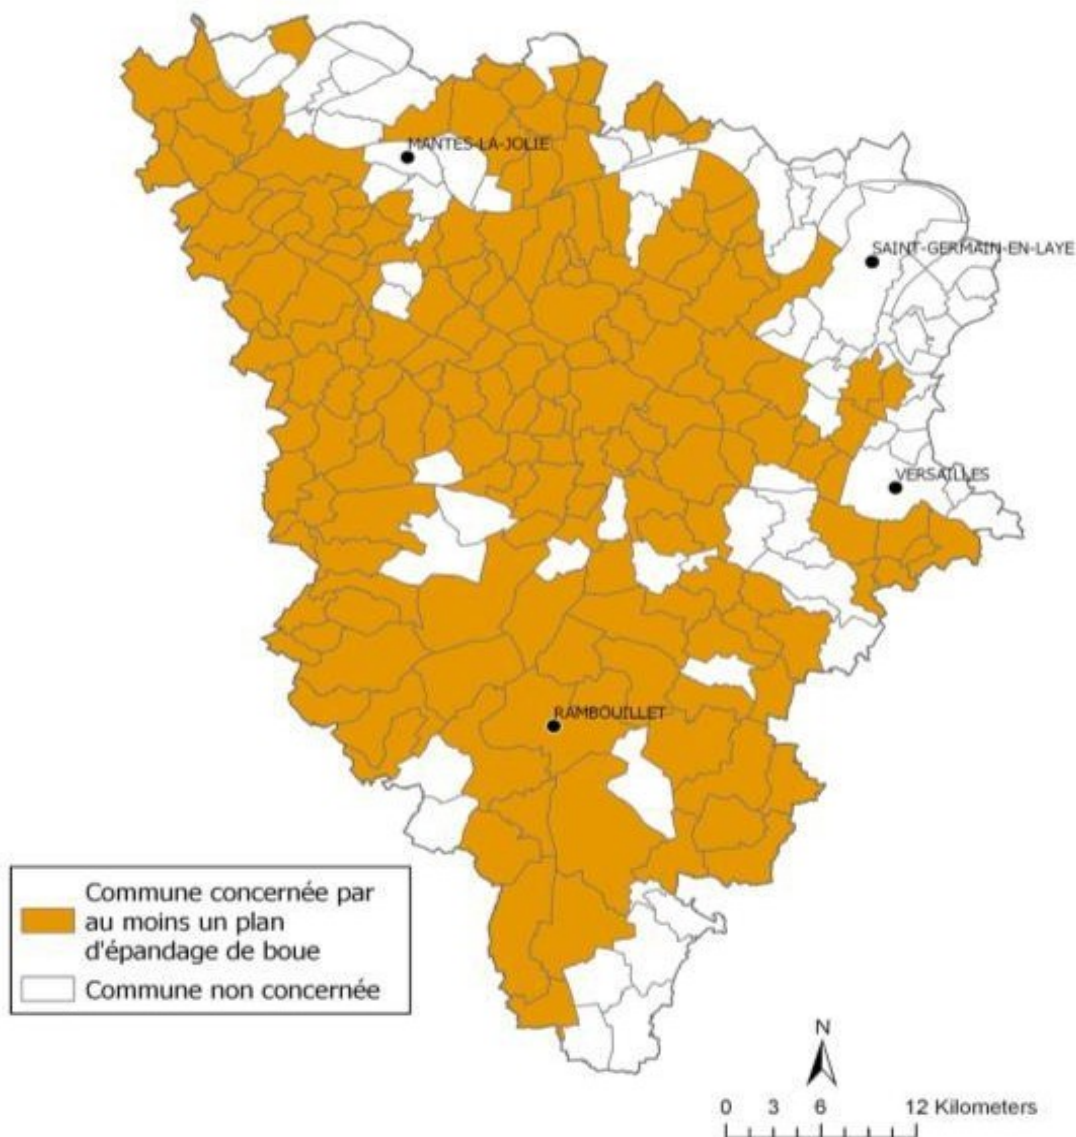 MANTES-LA-JOLIE
SAINT-GERMAIN-EN-LAYE
VERSAILLES
RAMBOUILLET
Commune concernée par
au moins un plan
d'épandage de boue
Commune non concernée
N
0 3 6 12 Kilometers